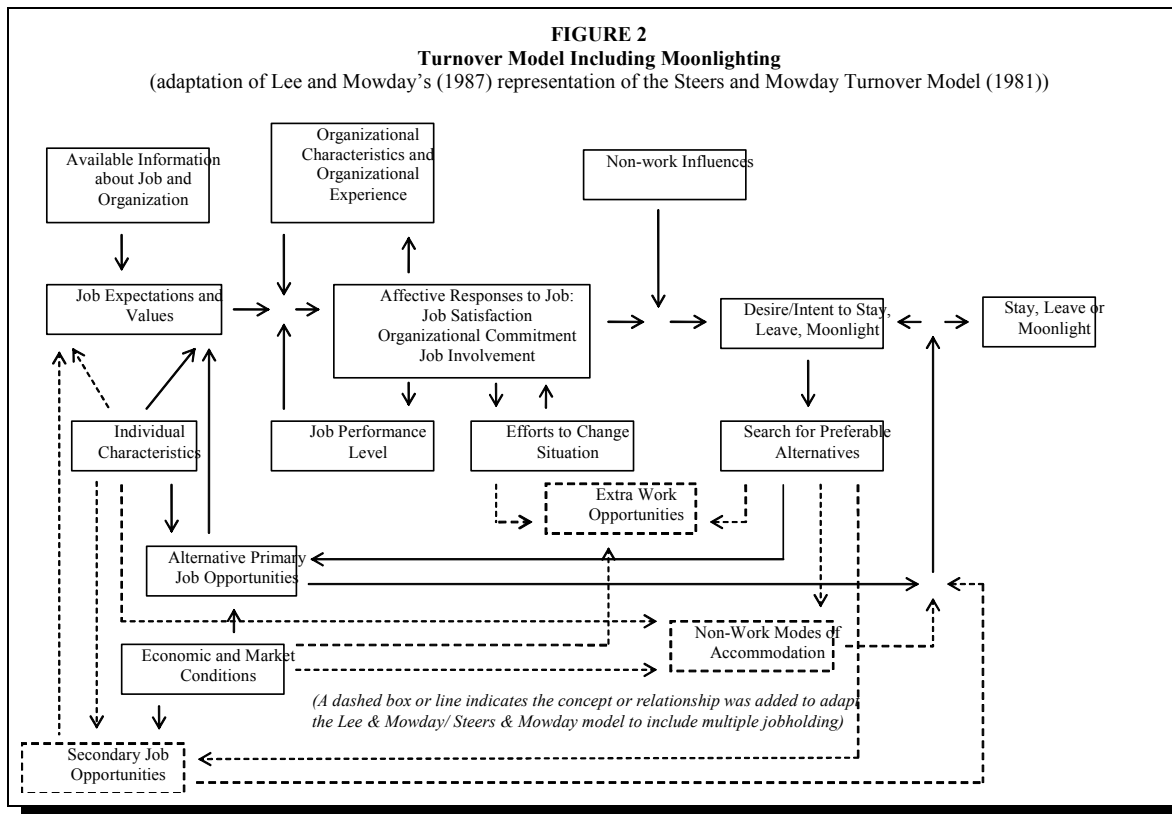 FIGURE 2
Turnover Model Including Moonlighting
(adaptation of Lee and Mowday's (1987) representation of the Steers and Mowday Turnover Model (1981))
Available Information
about Job and
Organization
Organizational
Characteristics and
Organizational
Experience
Non-work Influences
Job Expectations and
Values
Affective Responses to Job:
Job Satisfaction
Organizational Commitment
Job Involvement
Desire/Intent to Stay,
Leave, Moonlight
Stay, Leave or
Moonlight
Individual
Characteristics
Job Performance
Level
Efforts to Change
Situation
Search for Preferable
Alternatives
Extra Work
Opportunities
Alternative Primary
Job Opportunities
Non-Work Modes of
Accommodation
Economic and Market
Conditions
(A dashed box or line indicates the concept or relationship was added to adapt
the Lee & Mowday/ Steers & Mowday model to include multiple jobholding)
Secondary Job
Opportunities